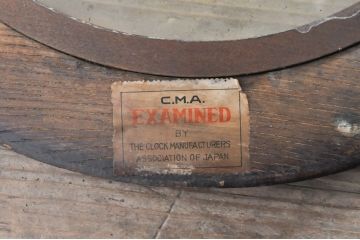 C.M.A.
EXAMINED
BY
THE CLOCK MANUFACTURERS
ASSOCIATION OF JAPAN